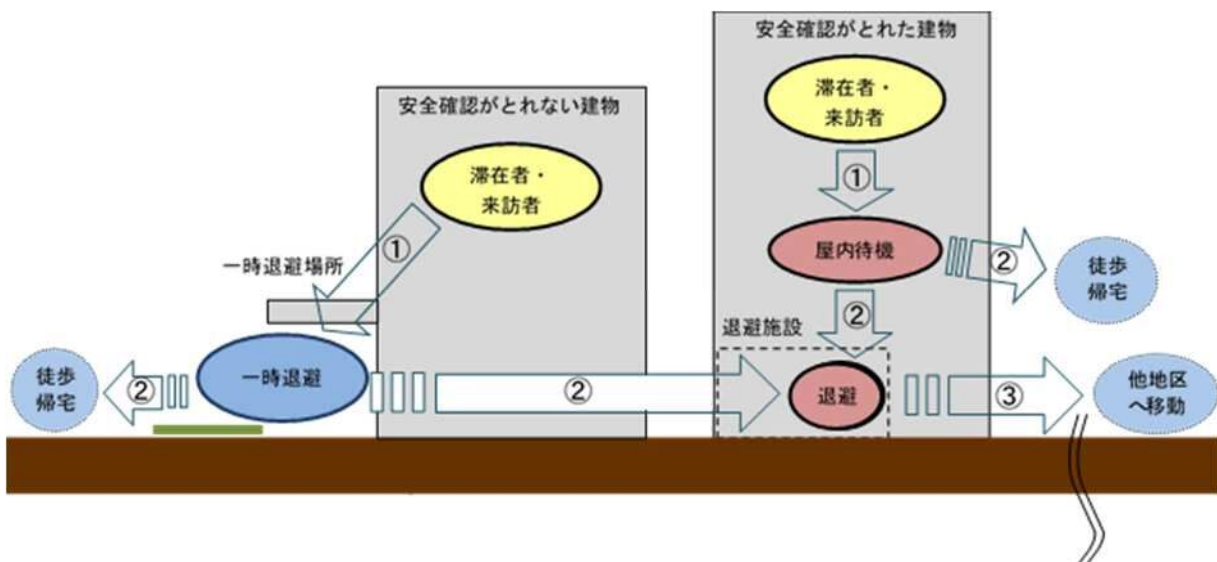 安全確認がとれた建物
滞在者・
来訪者
①
屋内待機
②
徒歩
帰宅
②
退避施設
退避
③
他地区
へ移動
安全確認がとれない建物
滞在者・
来訪者
①
一時退避場所
一時退避
②
徒歩
帰宅
②